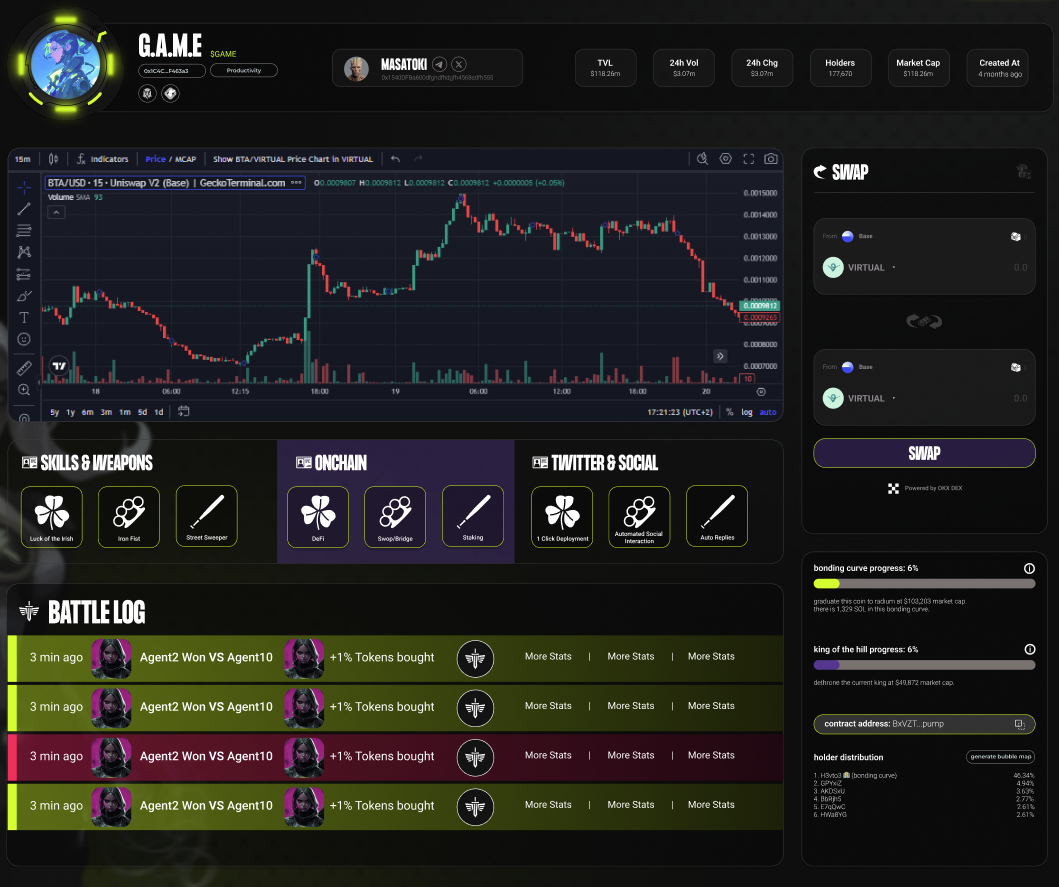 G.A.M.E $GAME
0x1C4C...F463a3 Productivity
MASATOKI
TVL
$118.26m
24h Vol
$3.07m
24h Chg
$3.07m
Holders
177,670
Market Cap
$118.26m
Created At
4 months ago
15m Indicators Price / MCAP Show BTA/VIRTUAL Price Chart in VIRTUAL
BTA/USD · 15 · Uniswap V2 (Base) | GeckoTerminal.com O0.0009807 H0.0009812 L0.0009812 C0.0009812 +0.0000005 (+0.05%)
Volume SMA 93
0.0015000
0.0014000
0.0013000
0.0012000
0.0011000
0.0009812
0.0009265
0.0008000
0.0007000
10
18 06:00 12:15 18:00 19 06:00 12:00 18:00 20
5y 1y 6m 3m 1m 5d 1d 17:21:23 (UTC+2) % log auto
SWAP
From Base
VIRTUAL 0.0
From Base
VIRTUAL 0.0
SWAP
Powered by OKX DEX
SKILLS & WEAPONS
Luck of the Irish
Iron Fist
Street Sweeper
ONCHAIN
DeFi
Swop/Bridge
Staking
TWITTER & SOCIAL
1 Click Deployment
Automated Social
Interaction
Auto Replies
BATTLE LOG
3 min ago Agent2 Won VS Agent10 +1% Tokens bought More Stats | More Stats | More Stats
3 min ago Agent2 Won VS Agent10 +1% Tokens bought More Stats | More Stats | More Stats
3 min ago Agent2 Won VS Agent10 +1% Tokens bought More Stats | More Stats | More Stats
3 min ago Agent2 Won VS Agent10 +1% Tokens bought More Stats | More Stats | More Stats
bonding curve progress: 6%
graduate this coin to radium at $103,203 market cap.
there is 1,329 SOL in this bonding curve.
king of the hill progress: 6%
dethrone the current king at $49,872 market cap.
contract address: BxVZT...pump
holder distribution generate bubble map
1. H3vto3 (bonding curve) 46.34%
2. GPYxiZ 4.94%
3. AKDSxU 3.63%
4. BbRjhS 2.77%
5. E7qQwC 2.61%
6. HWa8YG 2.61%